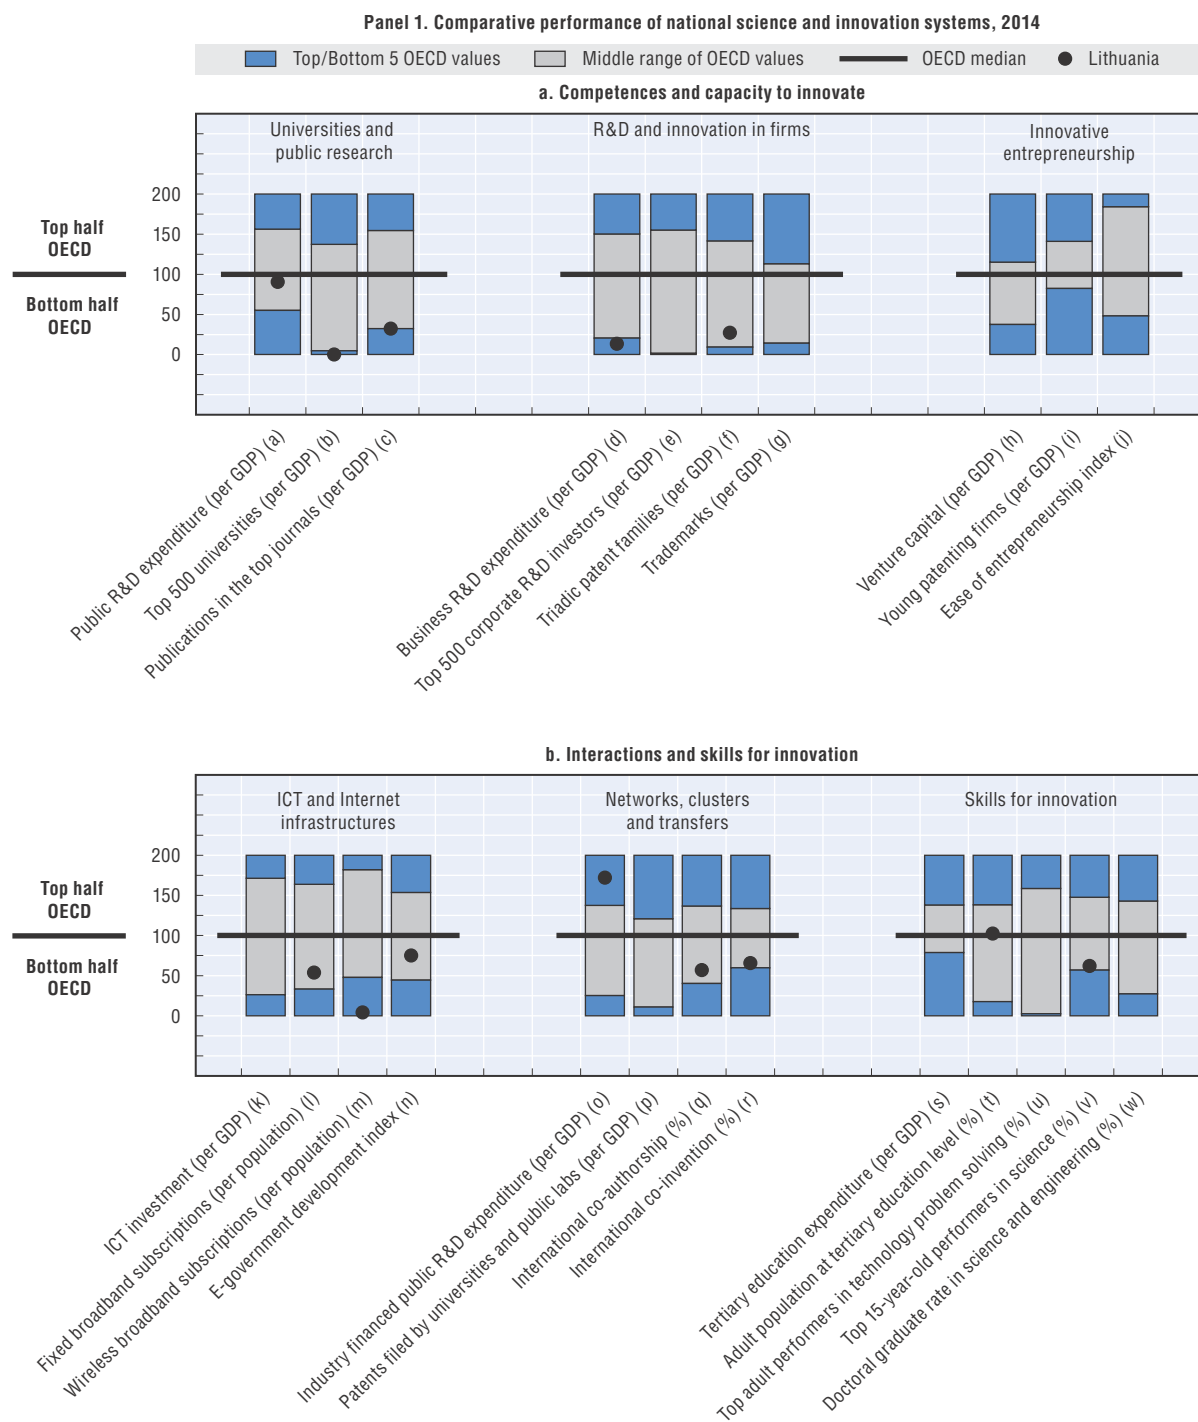 Panel 1. Comparative performance of national science and innovation systems, 2014
Top/Bottom 5 OECD values
Middle range of OECD values
OECD median
Lithuania
a. Competences and capacity to innovate
Universities and
public research
R&D and innovation in firms
Innovative
entrepreneurship
200
150
100
50
0
Top half
OECD
Bottom half
OECD
Public R&D expenditure (per GDP) (a)
Top 500 universities (per GDP) (b)
Publications in the top journals (per GDP) (c)
Business R&D expenditure (per GDP) (d)
Top 500 corporate R&D investors (per GDP) (e)
Triadic patent families (per GDP) (f)
Trademarks (per GDP) (g)
Venture capital (per GDP) (h)
Young patenting firms (per GDP) (i)
Ease of entrepreneurship index (j)
b. Interactions and skills for innovation
ICT and Internet
infrastructures
Networks, clusters
and transfers
Skills for innovation
200
150
100
50
0
Top half
OECD
Bottom half
OECD
ICT investment (per GDP) (k)
Fixed broadband subscriptions (per population) (l)
Wireless broadband subscriptions (per population) (m)
E-government development index (n)
Industry financed public R&D expenditure (per GDP) (o)
Patents filed by universities and public labs (per GDP) (p)
International co-authorship (%) (q)
International co-invention (%) (r)
Tertiary education expenditure (per GDP) (s)
Adult population at tertiary education level (%) (t)
Top adult performers in technology problem solving (%) (u)
Top 15-year-old performers in science (%) (v)
Doctoral graduate rate in science and engineering (%) (w)